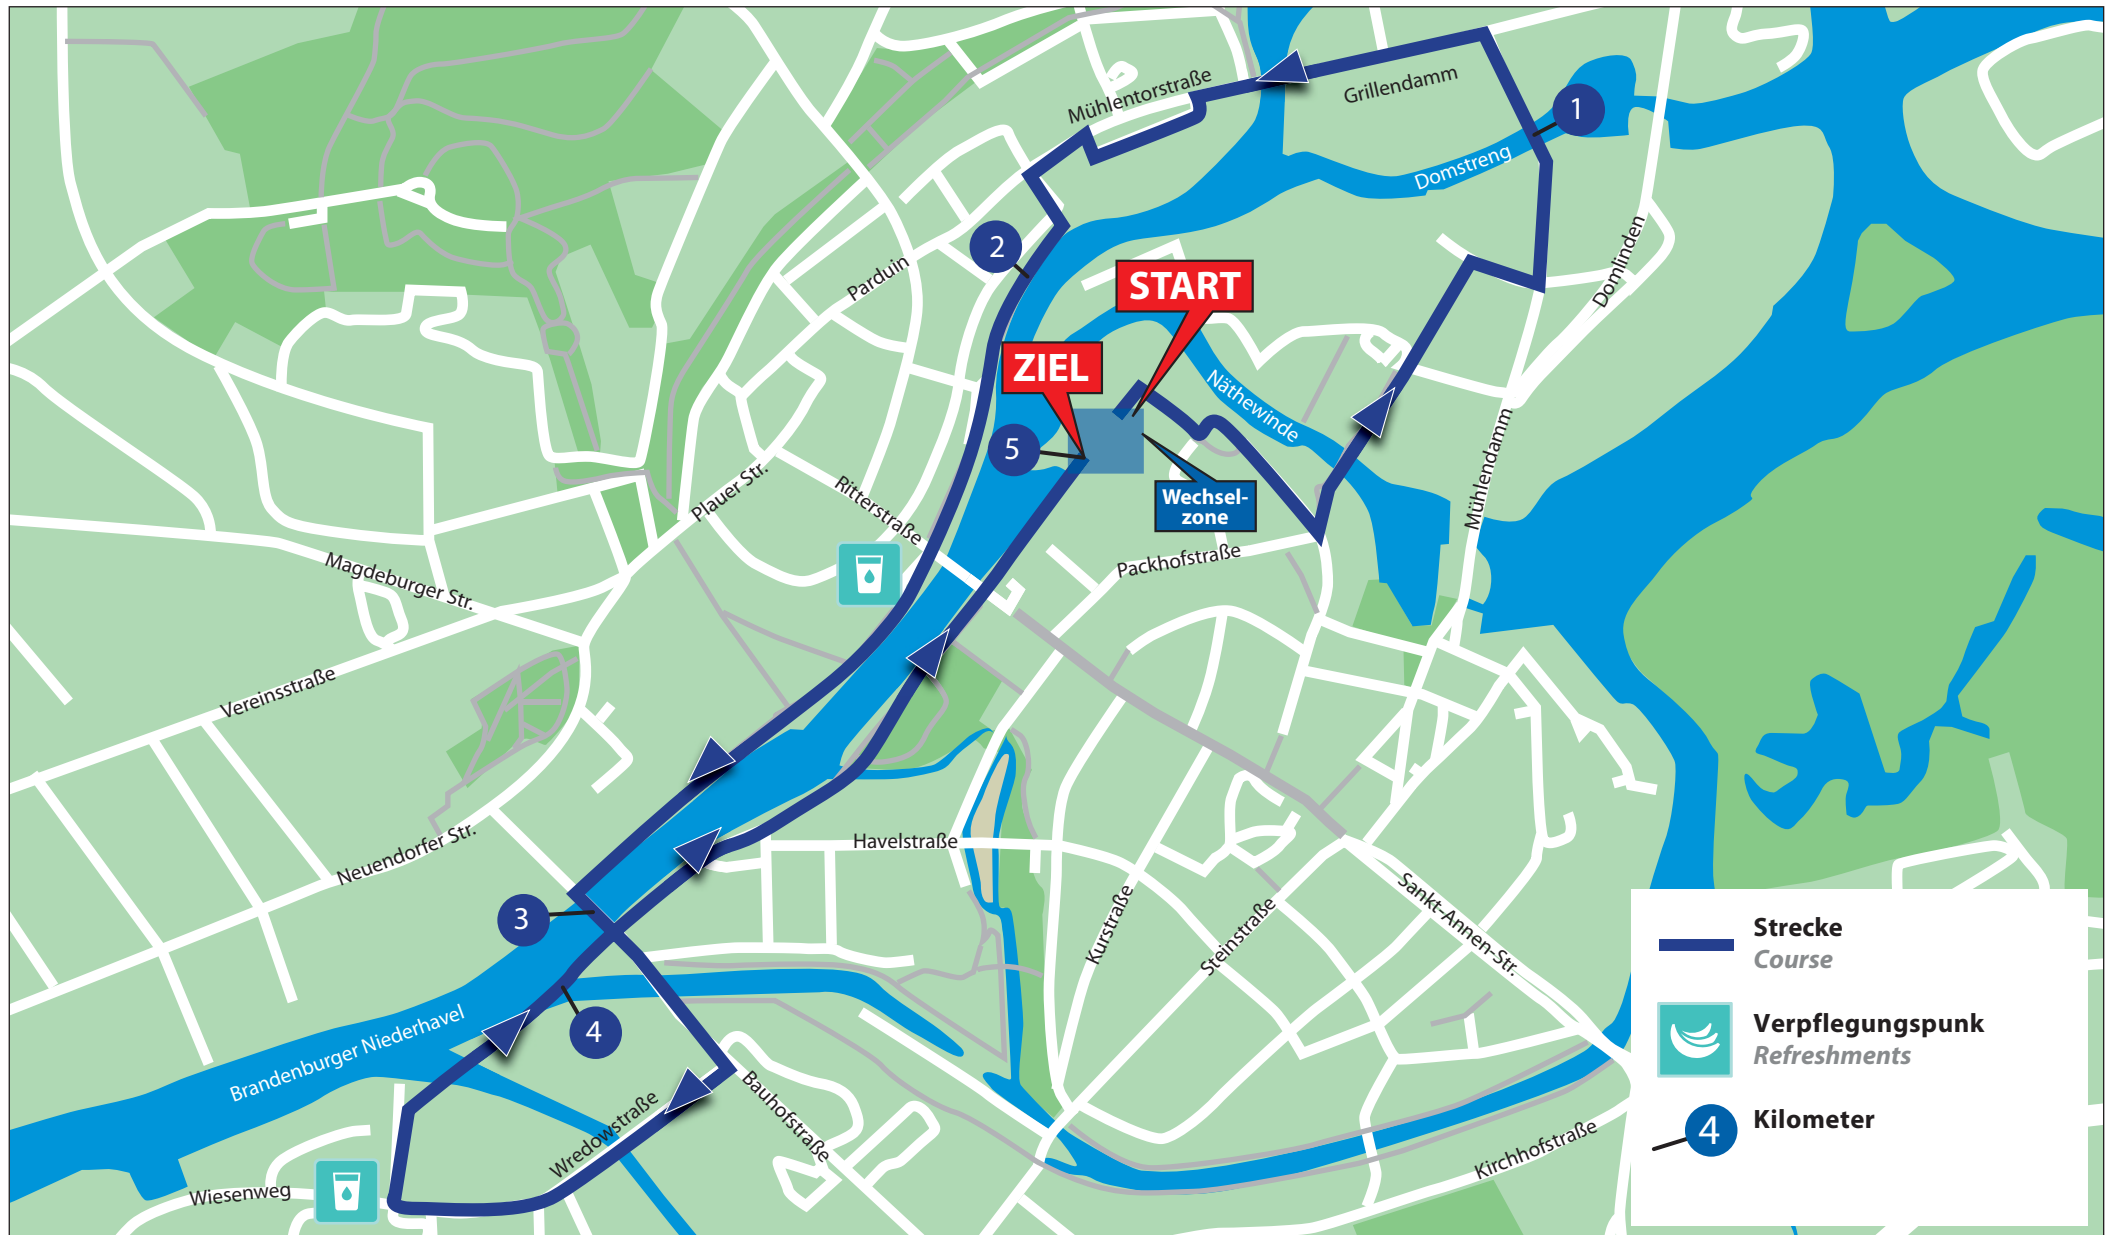 Mühlentorstraße
Grillendamm
1
Domstreng
2
Domlinden
Parduin
START
ZIEL
Näthewinde
5
Wechsel-
zone
Mühlendamm
Plauer Str.
Ritterstraße
Packhofstraße
Magdeburger Str.
Vereinsstraße
Neuendorfer Str.
Havelstraße
3
Kurstraße
Steinstraße
Sankt-Annen-Str.
4
Brandenburger Niederhavel
Wredowstraße
Bauhofstraße
Wiesenweg
Kirchhofstraße
Strecke
Course
Verpflegungspunk
Refreshments
4
Kilometer